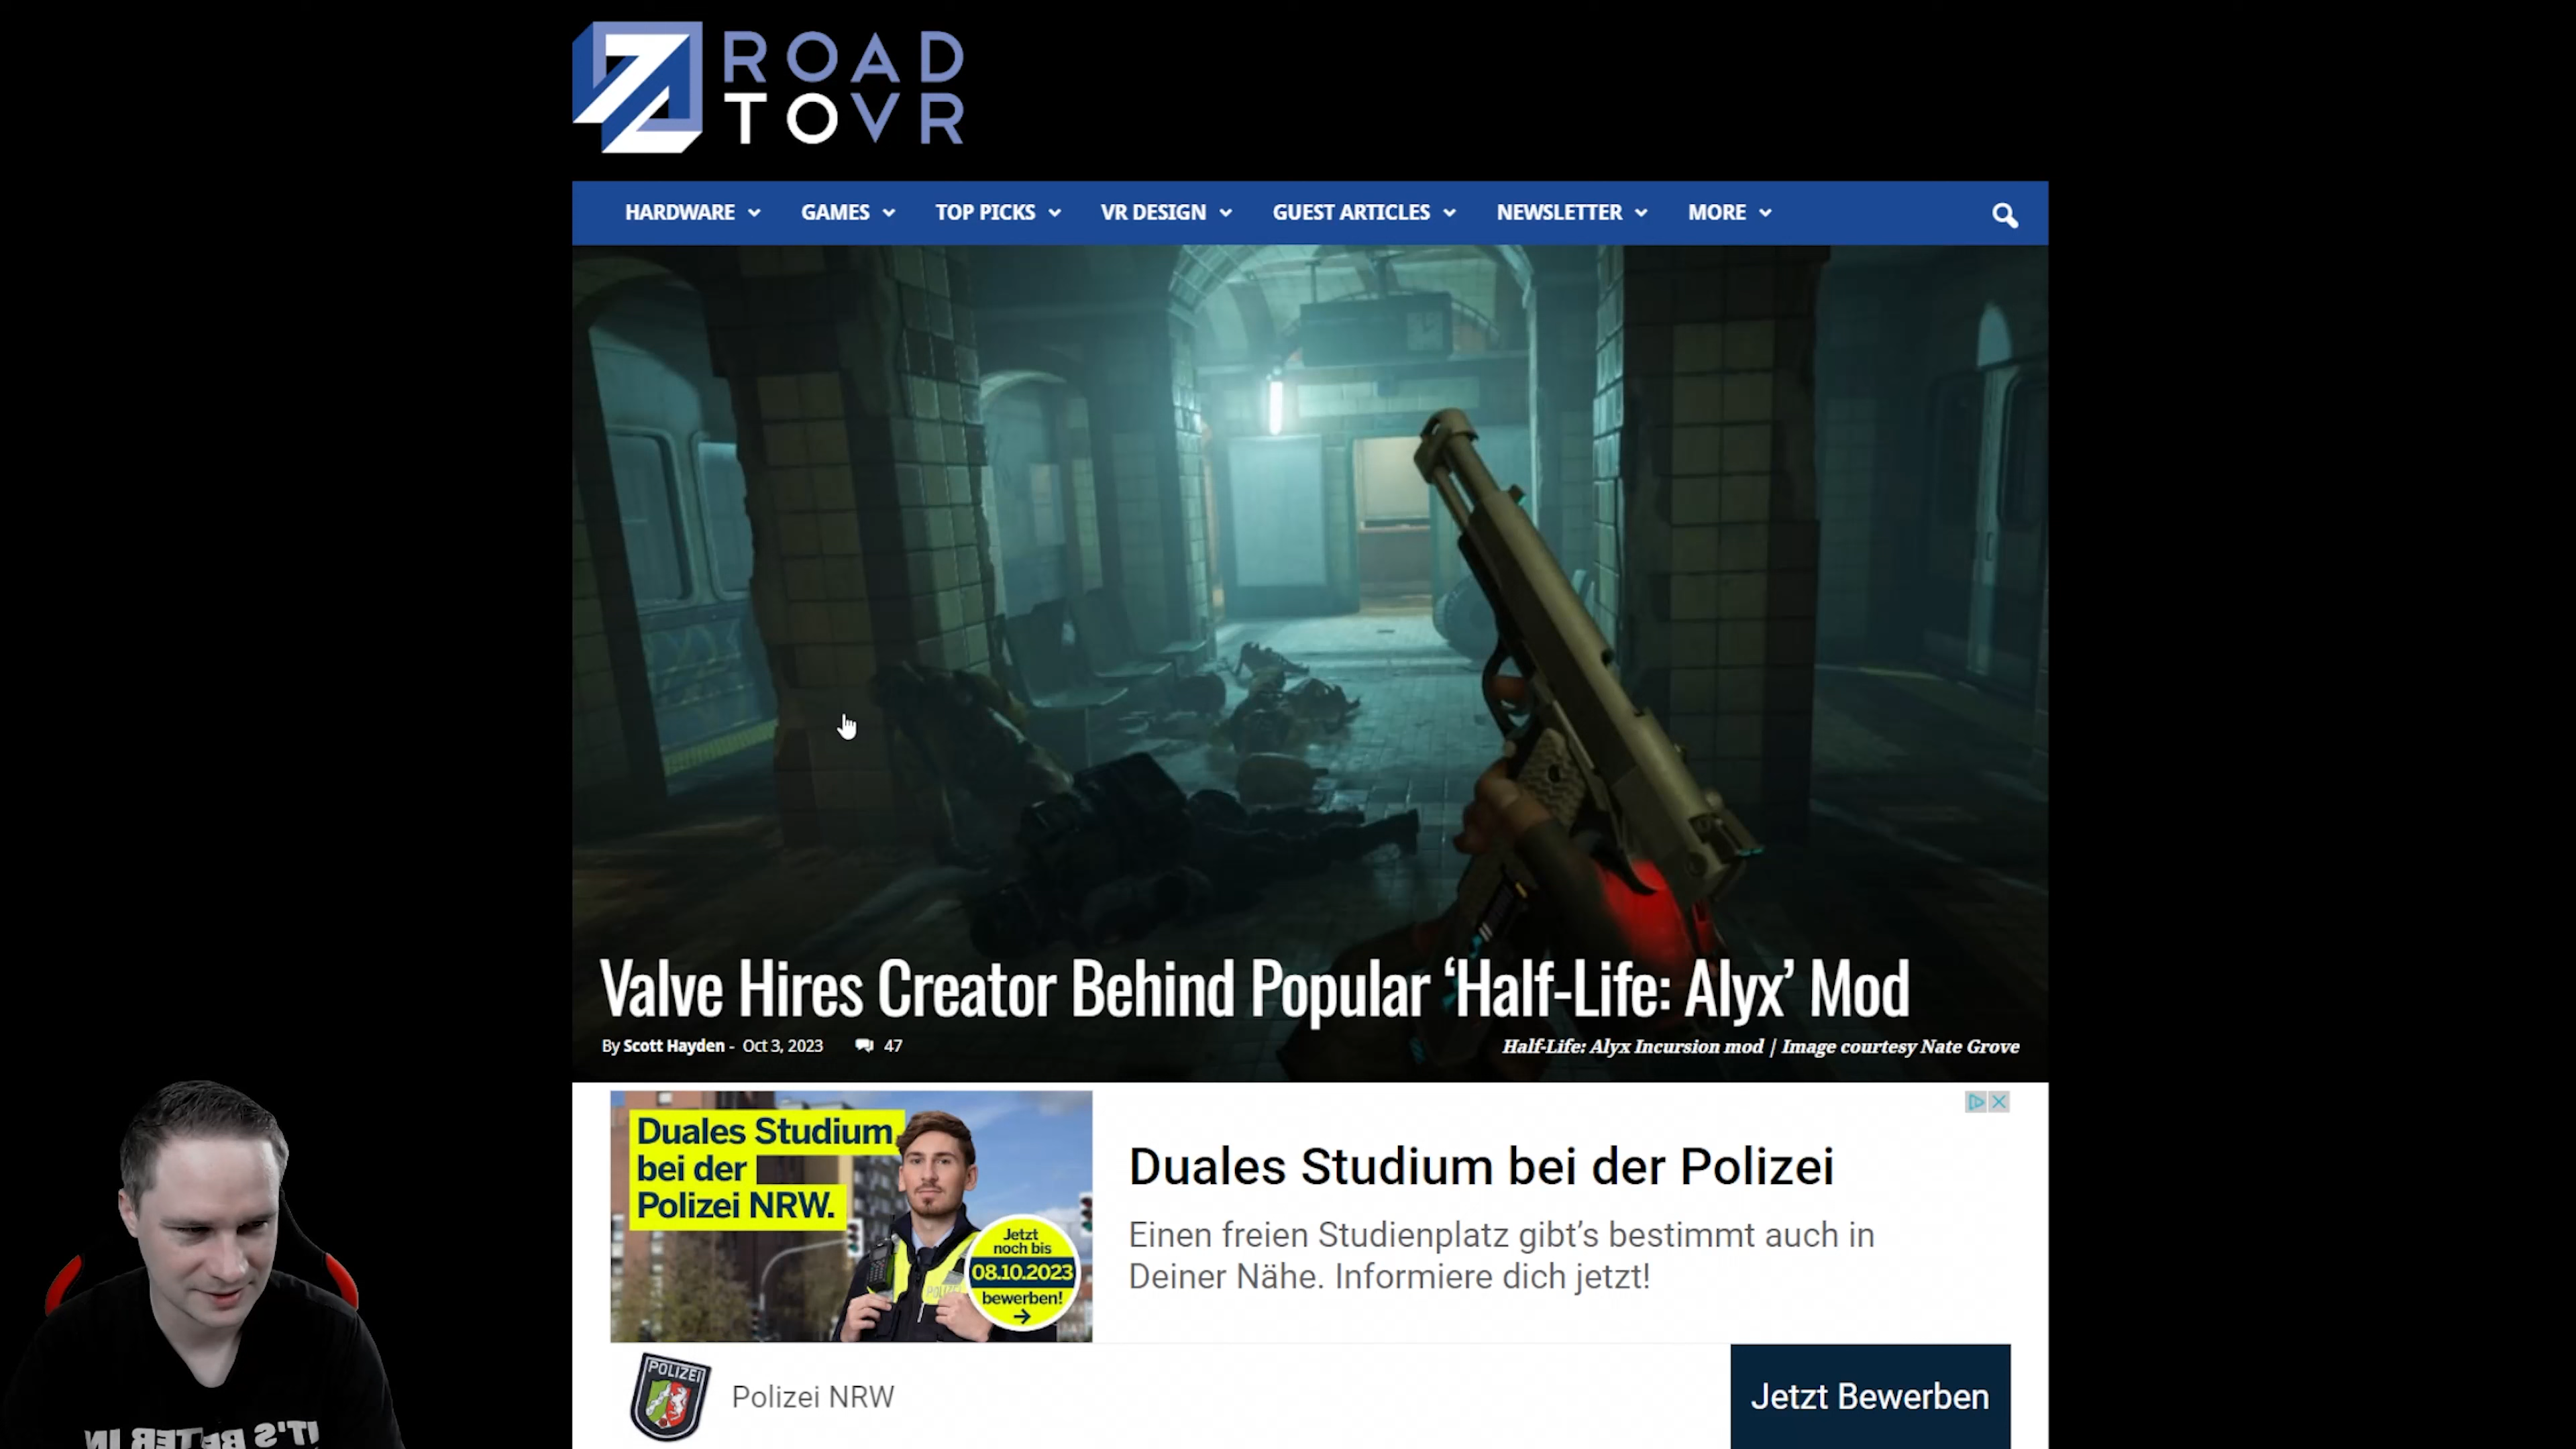 ROAD
TO VR
HARDWARE GAMES TOP PICKS VR DESIGN GUEST ARTICLES NEWSLETTER MORE
Valve Hires Creator Behind Popular ‘Half-Life: Alyx’ Mod
By Scott Hayden - Oct 3, 2023 47
Half-Life: Alyx Incursion mod | Image courtesy Nate Grove
Duales Studium
bei der
Polizei NRW.
Jetzt
noch bis
08.10.2023
bewerben!
POLIZEI
Duales Studium bei der Polizei
Einen freien Studienplatz gibt’s bestimmt auch in
Deiner Nähe. Informiere dich jetzt!
POLIZEI
Polizei NRW
Jetzt Bewerben
IT'S BETTER IN